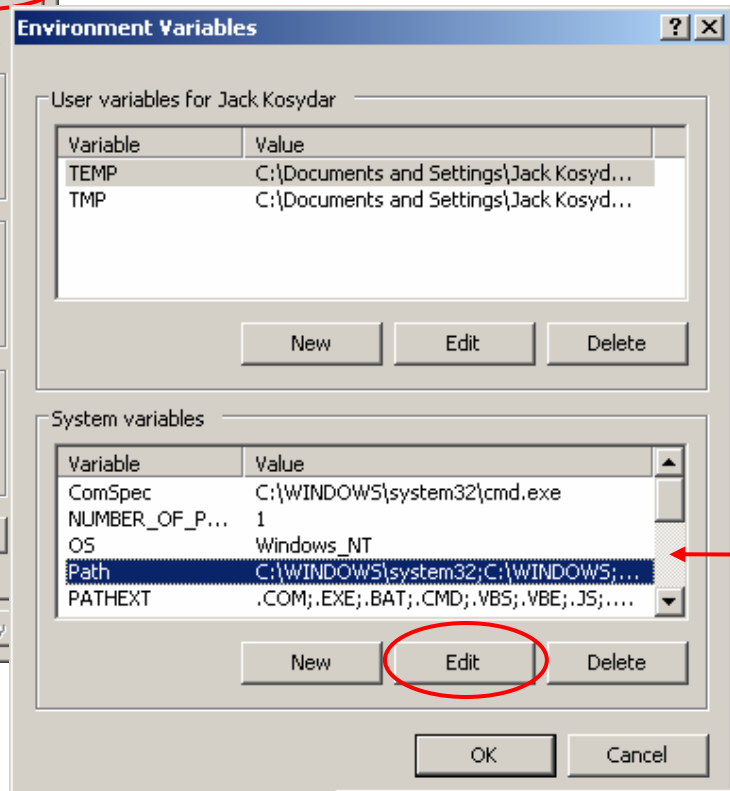 Environment Variables
User variables for Jack Kosydar
Variable Value
TEMP C:\Documents and Settings\Jack Kosyd...
TMP C:\Documents and Settings\Jack Kosyd...
New Edit Delete
System variables
Variable Value
ComSpec C:\WINDOWS\system32\cmd.exe
NUMBER_OF_P... 1
OS Windows_NT
Path C:\WINDOWS\system32;C:\WINDOWS;...
PATHEXT .COM;.EXE;.BAT;.CMD;.VBS;.VBE;.JS;....
New Edit Delete
OK Cancel